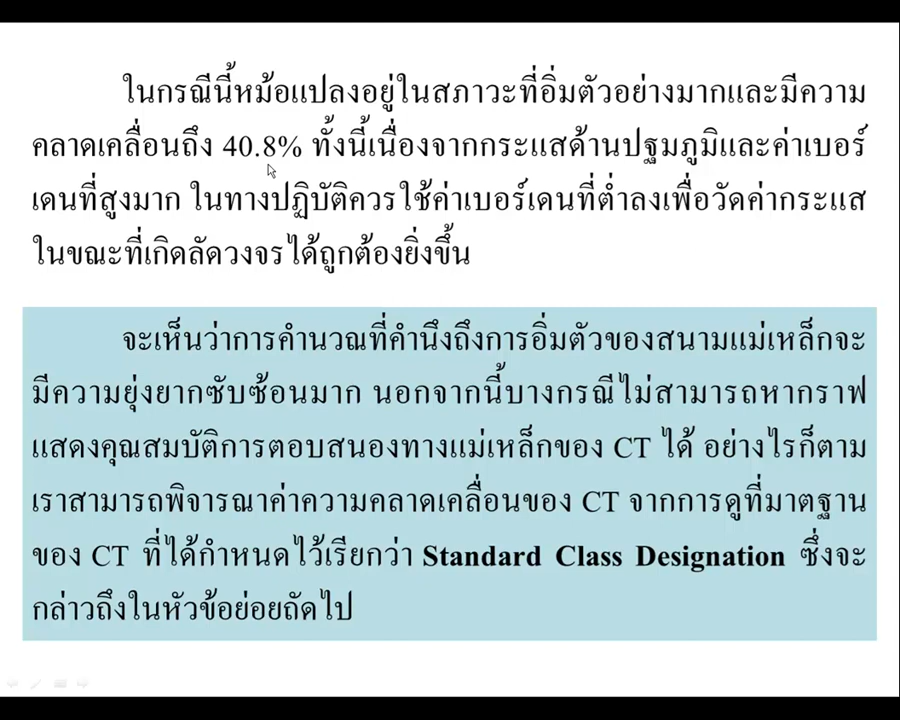 ในกรณีนี้หม้อแปลงอยู่ในสภาวะที่อิ่มตัวอย่างมากและมีความ
คลาดเคลื่อนถึง 40.8% ทั้งนี้เนื่องจากกระแสด้านปฐมภูมิและค่าเบอร์
เดนที่สูงมาก ในทางปฏิบัติควรใช้ค่าเบอร์เดนที่ต่ำลงเพื่อวัดค่ากระแส
ในขณะที่เกิดลัดวงจรได้ถูกต้องยิ่งขึ้น
จะเห็นว่าการคำนวณที่คำนึงถึงการอิ่มตัวของสนามแม่เหล็กจะ
มีความยุ่งยากซับซ้อนมาก นอกจากนี้บางกรณีไม่สามารถหากราฟ
แสดงคุณสมบัติการตอบสนองทางแม่เหล็กของ CT ได้ อย่างไรก็ตาม
เราสามารถพิจารณาค่าความคลาดเคลื่อนของ CT จากการดูที่มาตฐาน
ของ CT ที่ได้กำหนดไว้เรียกว่า Standard Class Designation ซึ่งจะ
กล่าวถึงในหัวข้อย่อยถัดไป